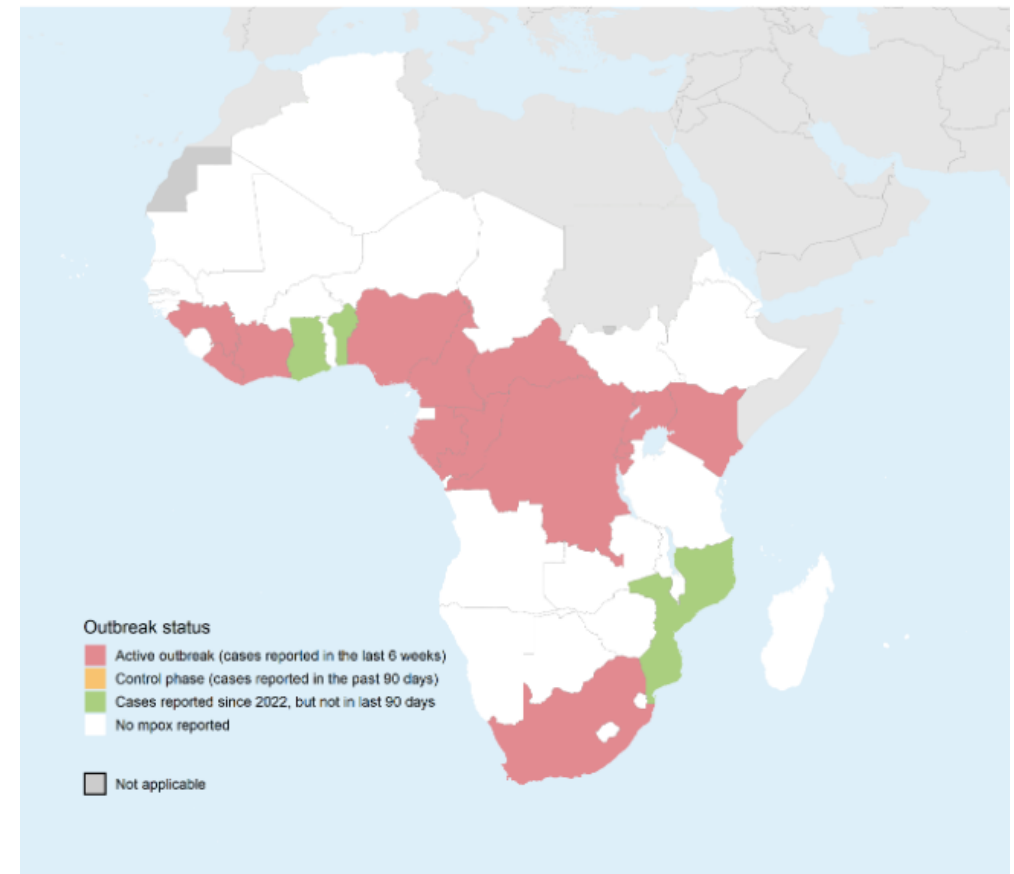 Outbreak status
Active outbreak (cases reported in the last 6 weeks)
Control phase (cases reported in the past 90 days)
Cases reported since 2022, but not in last 90 days
No mpox reported
Not applicable